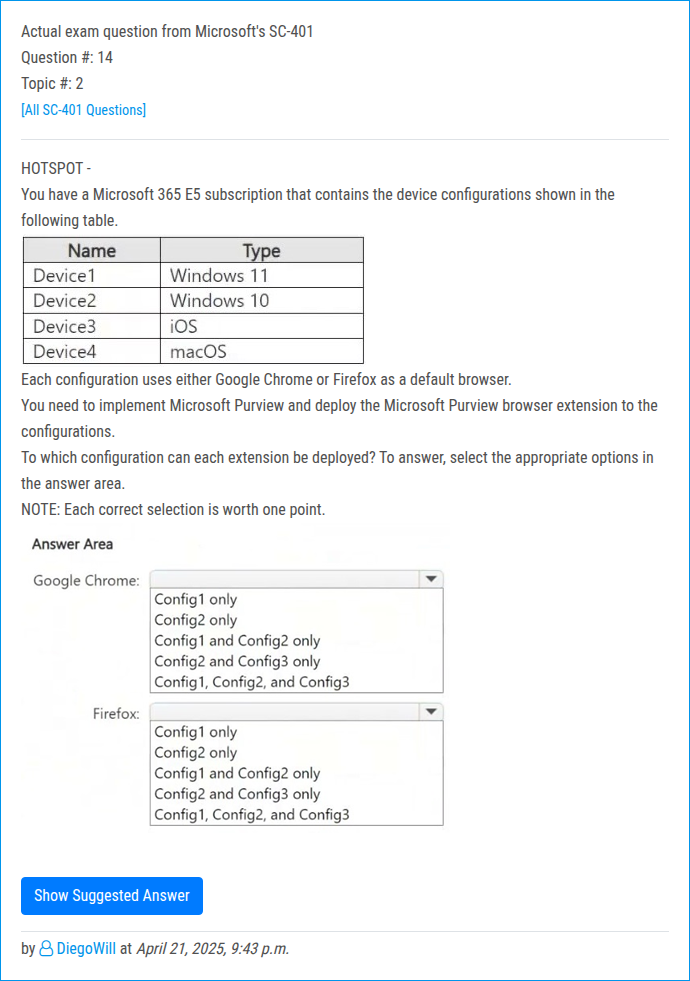 Actual exam question from Microsoft's SC-401
Question #: 14
Topic #: 2
[All SC-401 Questions]
HOTSPOT -
You have a Microsoft 365 E5 subscription that contains the device configurations shown in the
following table.
Name Type
Device1 Windows 11
Device2 Windows 10
Device3 iOS
Device4 macOS
Each configuration uses either Google Chrome or Firefox as a default browser.
You need to implement Microsoft Purview and deploy the Microsoft Purview browser extension to the
configurations.
To which configuration can each extension be deployed? To answer, select the appropriate options in
the answer area.
NOTE: Each correct selection is worth one point.
Answer Area
Google Chrome:
Config1 only
Config2 only
Config1 and Config2 only
Config2 and Config3 only
Config1, Config2, and Config3
Firefox:
Config1 only
Config2 only
Config1 and Config2 only
Config2 and Config3 only
Config1, Config2, and Config3
Show Suggested Answer
by DiegoWill at April 21, 2025, 9:43 p.m.